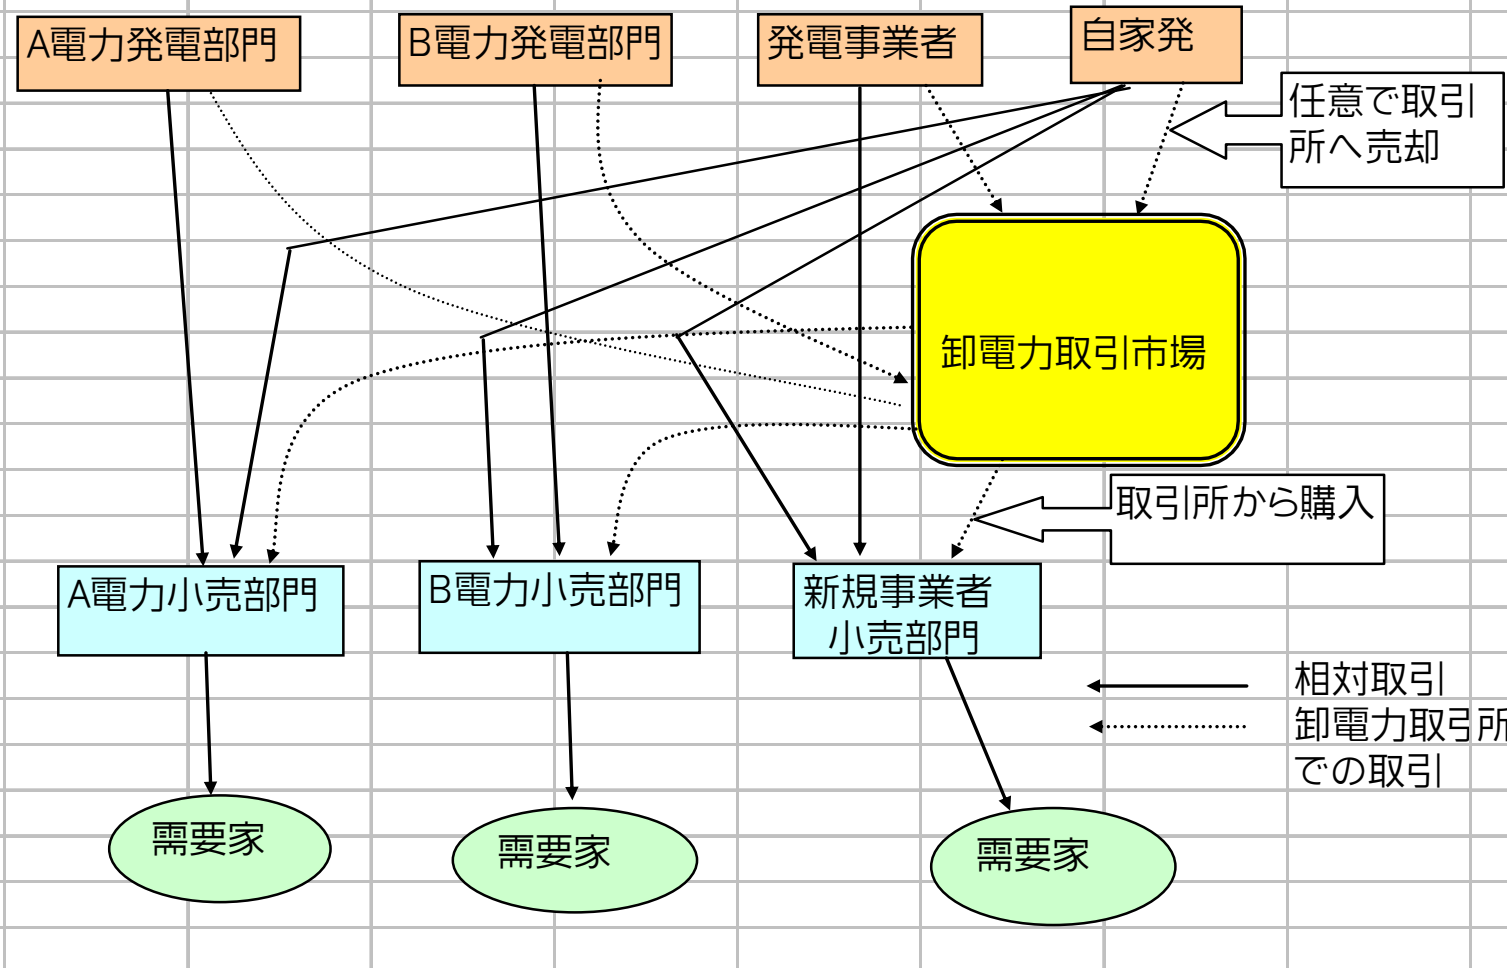 A電力発電部門
B電力発電部門
発電事業者
自家発
任意で取引
所へ売却
卸電力取引市場
取引所から購入
A電力小売部門
B電力小売部門
新規事業者
小売部門
相対取引
卸電力取引所
での取引
需要家
需要家
需要家